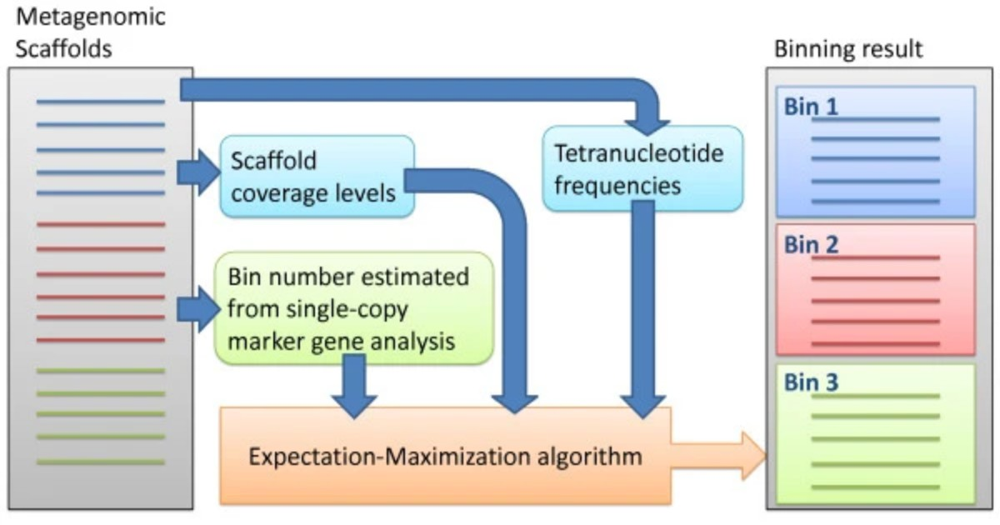 Metagenomic
Scaffolds
Binning result
Scaffold
coverage levels
Tetranucleotide
frequencies
Bin number estimated
from single-copy
marker gene analysis
Expectation-Maximization algorithm
Bin 1
Bin 2
Bin 3